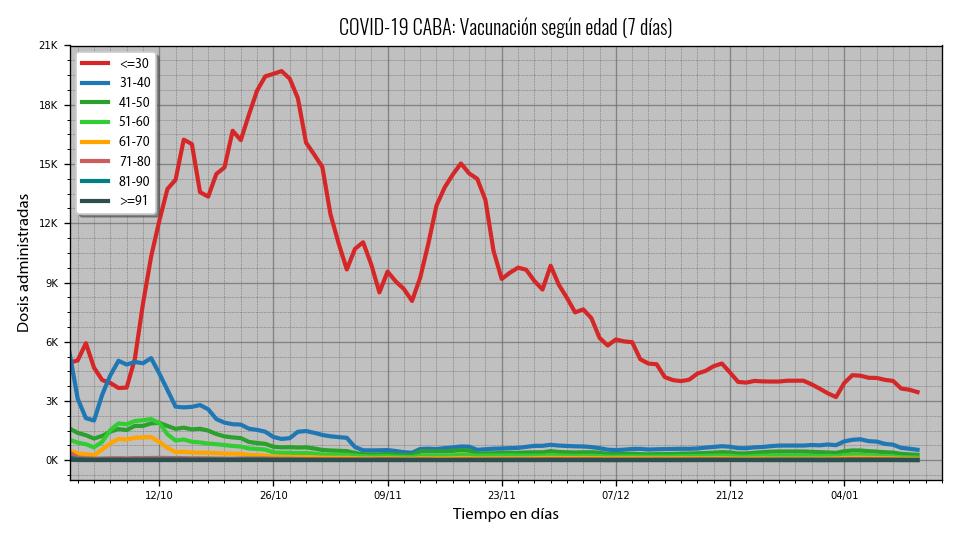 COVID-19 CABA: Vacunación según edad (7 días)
21K
18K
15K
12K
9K
6K
3K
0K
Dosis administradas
<=30
31-40
41-50
51-60
61-70
71-80
81-90
>=91
12/10 26/10 09/11 23/11 07/12 21/12 04/01
Tiempo en días